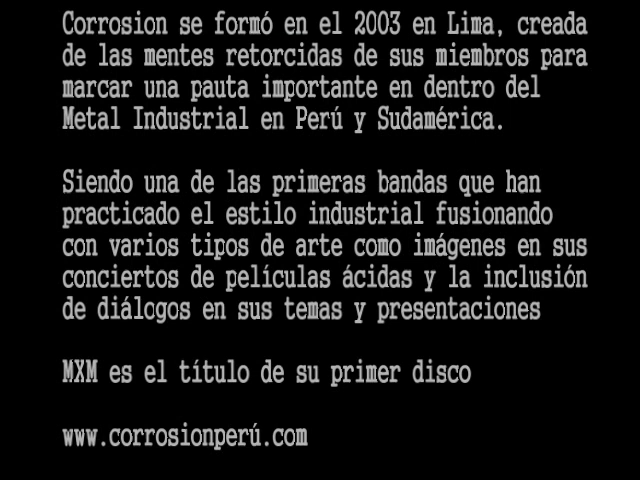 Corrosion se formó en el 2003 en Lima, creada
de las mentes retorcidas de sus miembros para
marcar una pauta importante en dentro del
Metal Industrial en Perú y Sudamérica.
Siendo una de las primeras bandas que han
practicado el estilo industrial fusionando
con varios tipos de arte como imágenes en sus
conciertos de películas ácidas y la inclusión
de diálogos en sus temas y presentaciones
MXM es el título de su primer disco
www.corrosionperú.com